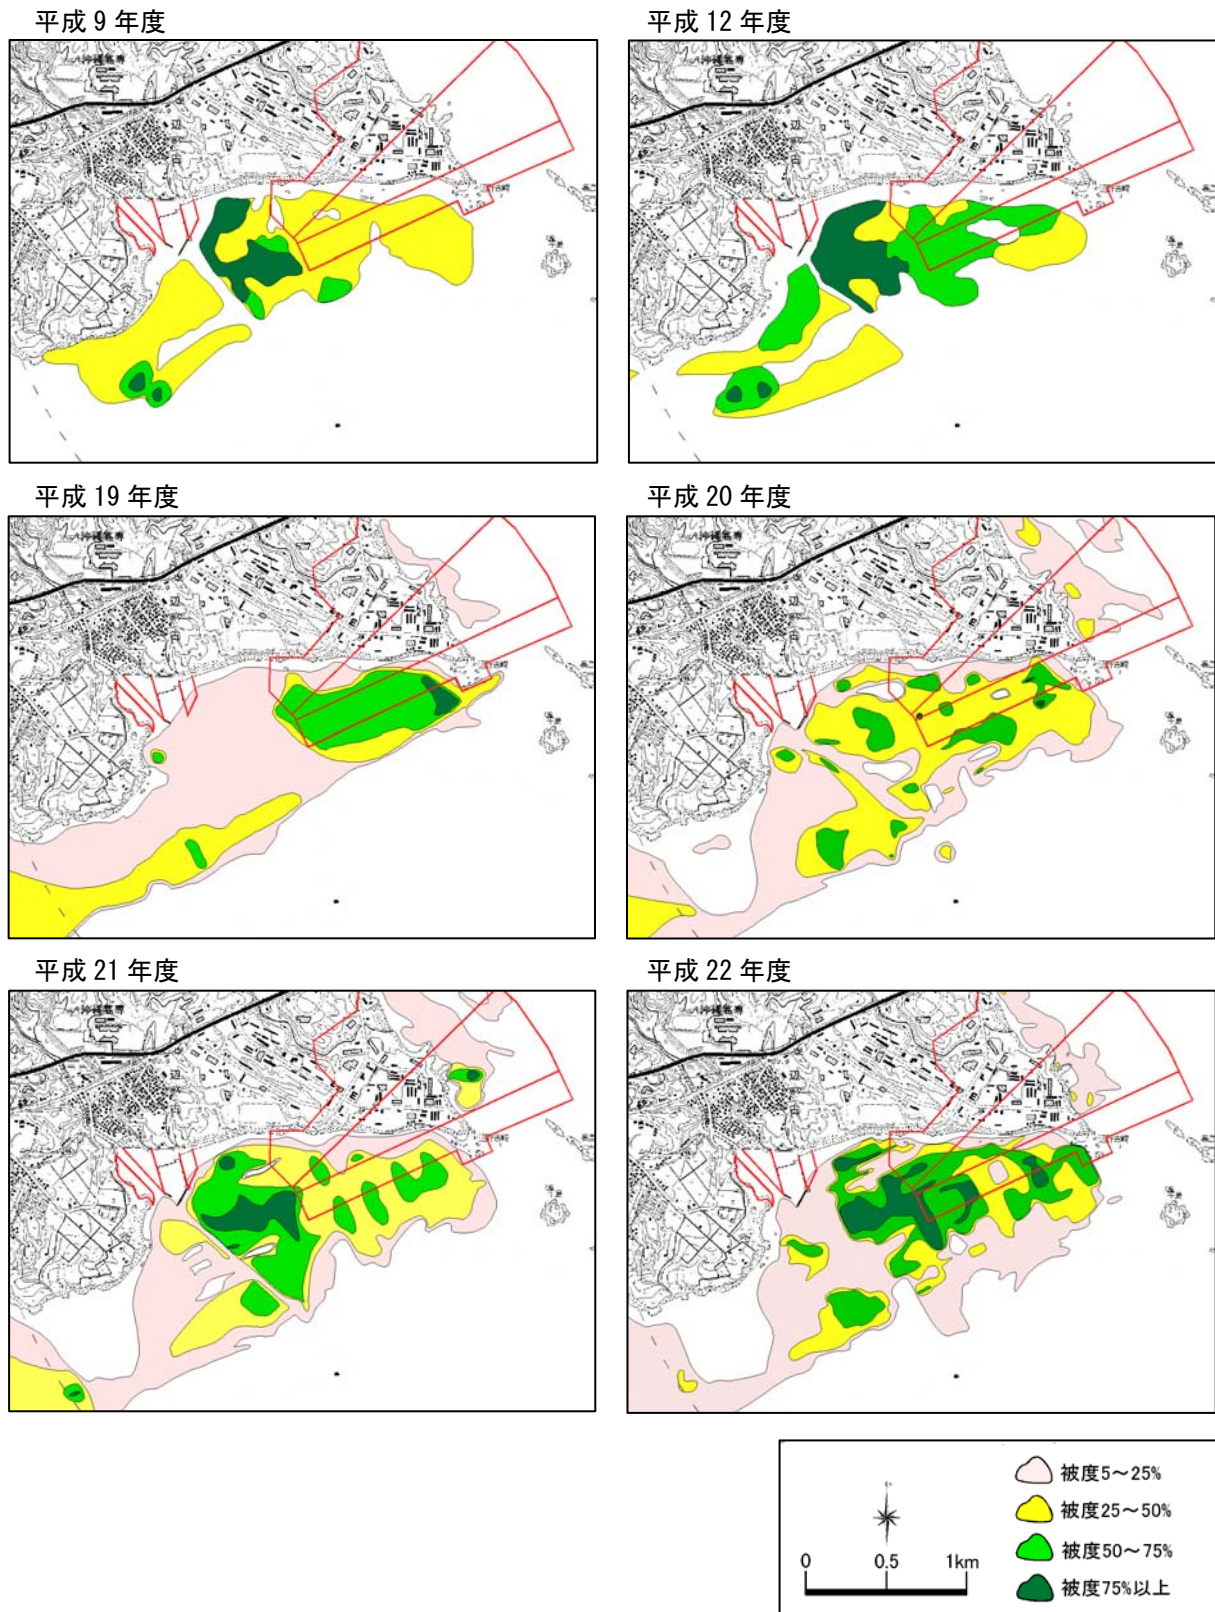 平成 9 年度
平成 12 年度
平成 19 年度
平成 20 年度
平成 21 年度
平成 22 年度
被度5～25%
被度25～50%
被度50～75%
被度75%以上
0 0.5 1km